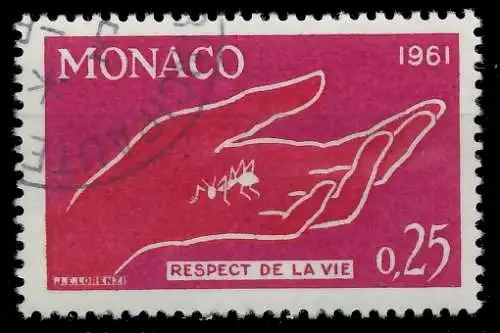 MONACO
1961
RESPECT DE LA VIE
0,25
J.E.LORENZI